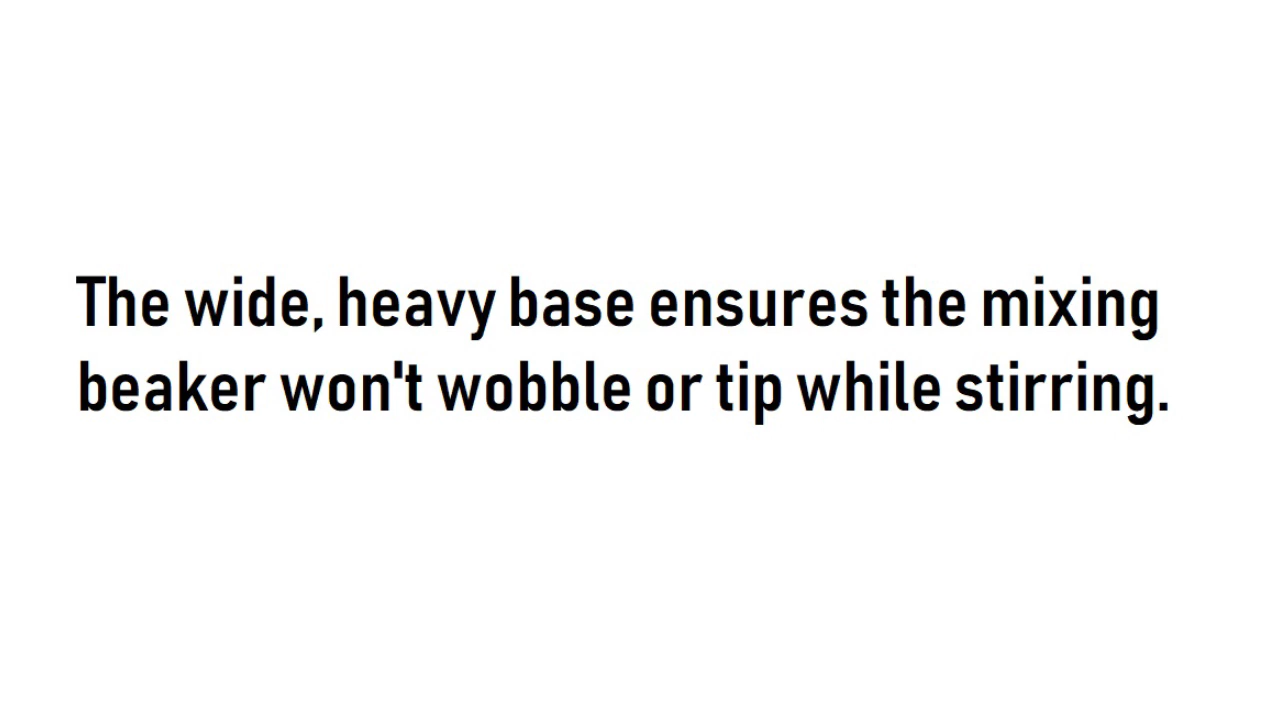 The wide, heavy base ensures the mixing
beaker won't wobble or tip while stirring.